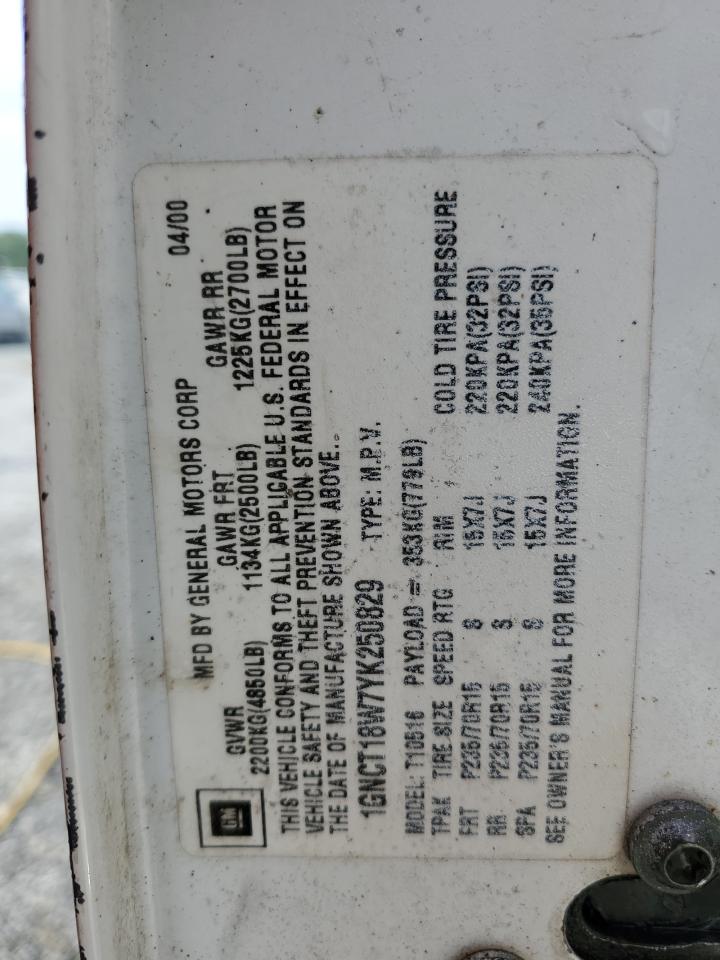 MFD BY GENERAL MOTORS CORP 04/00
GVWR GAWR FRT GAWR RR
2200KG(4850LB) 1134KG(2500LB) 1225KG(2700LB)
THIS VEHICLE CONFORMS TO ALL APPLICABLE U.S. FEDERAL MOTOR
VEHICLE SAFETY AND THEFT PREVENTION STANDARDS IN EFFECT ON
THE DATE OF MANUFACTURE SHOWN ABOVE.
GM
1GNCT18W7YK250829 TYPE: M.P.V.
MODEL: T10516 PAYLOAD = 353KG(778LB)
TPAK TIRE SIZE SPEED RTG RIM COLD TIRE PRESSURE
FRT P235/70R15 S 15X7J 220KPA(32PSI)
RR P235/70R15 S 15X7J 220KPA(32PSI)
SPA P235/70R15 S 15X7J 240KPA(35PSI)
SEE OWNER'S MANUAL FOR MORE INFORMATION.